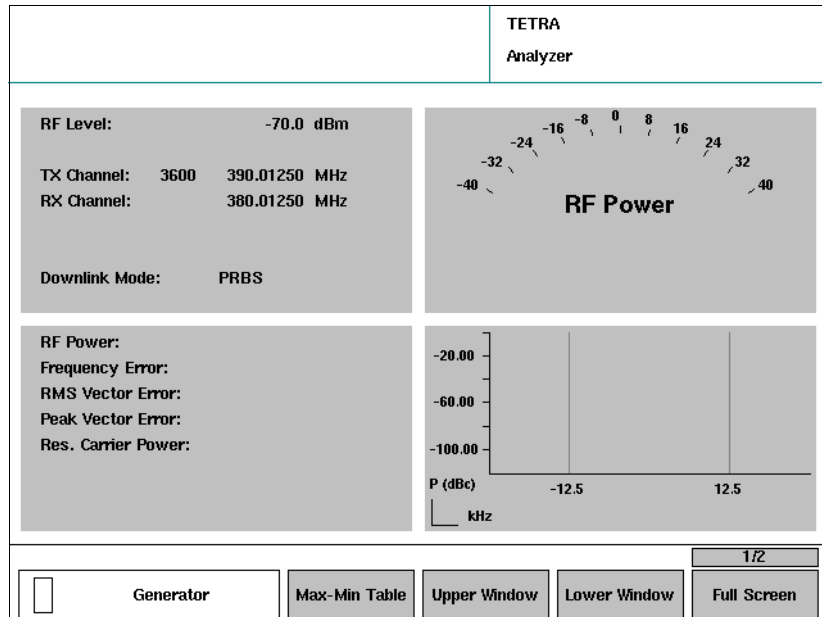 TETRA
Analyzer
RF Level: -70.0 dBm
TX Channel: 3600 390.01250 MHz
RX Channel: 380.01250 MHz
Downlink Mode: PRBS
-40 -32 -24 -16 -8 0 8 16 24 32 40
RF Power
RF Power:
Frequency Error:
RMS Vector Error:
Peak Vector Error:
Res. Carrier Power:
-20.00
-60.00
-100.00
P (dBc)
-12.5 12.5
kHz
1/2
Generator Max-Min Table Upper Window Lower Window Full Screen